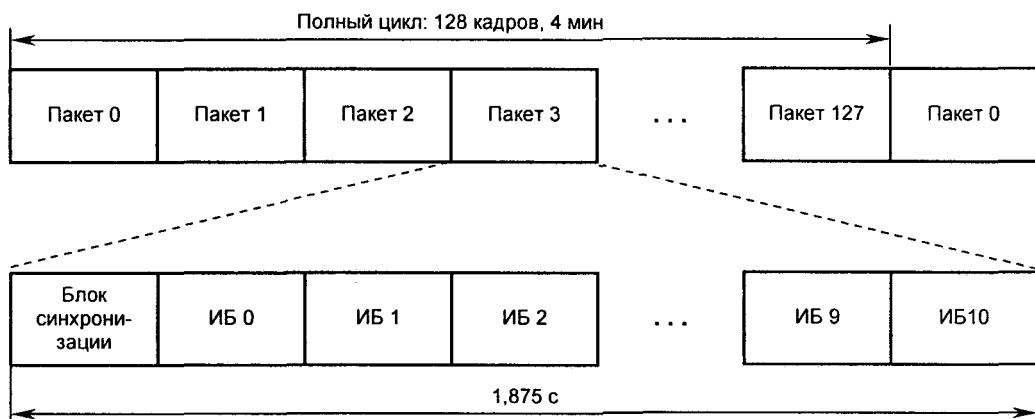 Полный цикл: 128 кадров, 4 мин
Пакет 0
Пакет 1
Пакет 2
Пакет 3
...
Пакет 127
Пакет 0
Блок
синхрони-
зации
ИБ 0
ИБ 1
ИБ 2
...
ИБ 9
ИБ10
1,875 с